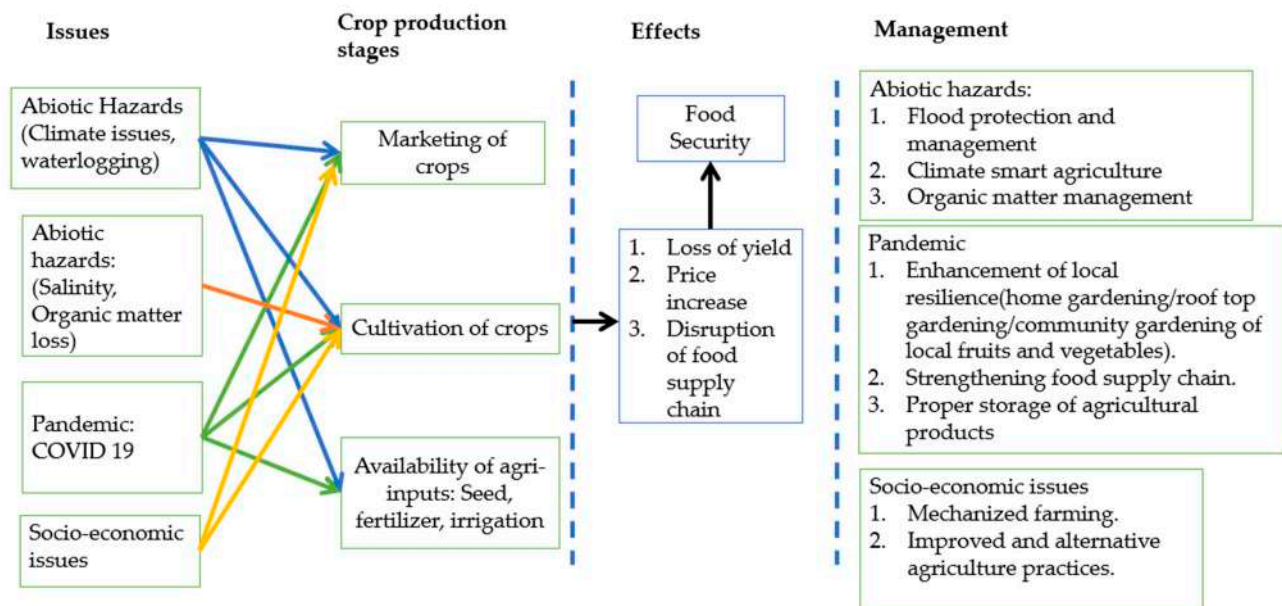 Issues
Crop production
stages
Effects
Management
Abiotic Hazards
(Climate issues,
waterlogging)
Abiotic
hazards:
(Salinity,
Organic matter
loss)
Pandemic:
COVID 19
Socio-economic
issues
Marketing of
crops
Cultivation of crops
Availability of agri-
inputs: Seed,
fertilizer, irrigation
Food
Security
1. Loss of yield
2. Price
increase
3. Disruption
of food
supply
chain
Abiotic hazards:
1. Flood protection and
management
2. Climate smart agriculture
3. Organic matter management
Pandemic
1. Enhancement of local
resilience(home gardening/roof top
gardening/community gardening of
local fruits and vegetables).
2. Strengthening food supply chain.
3. Proper storage of agricultural
products
Socio-economic issues
1. Mechanized farming.
2. Improved and alternative
agriculture practices.